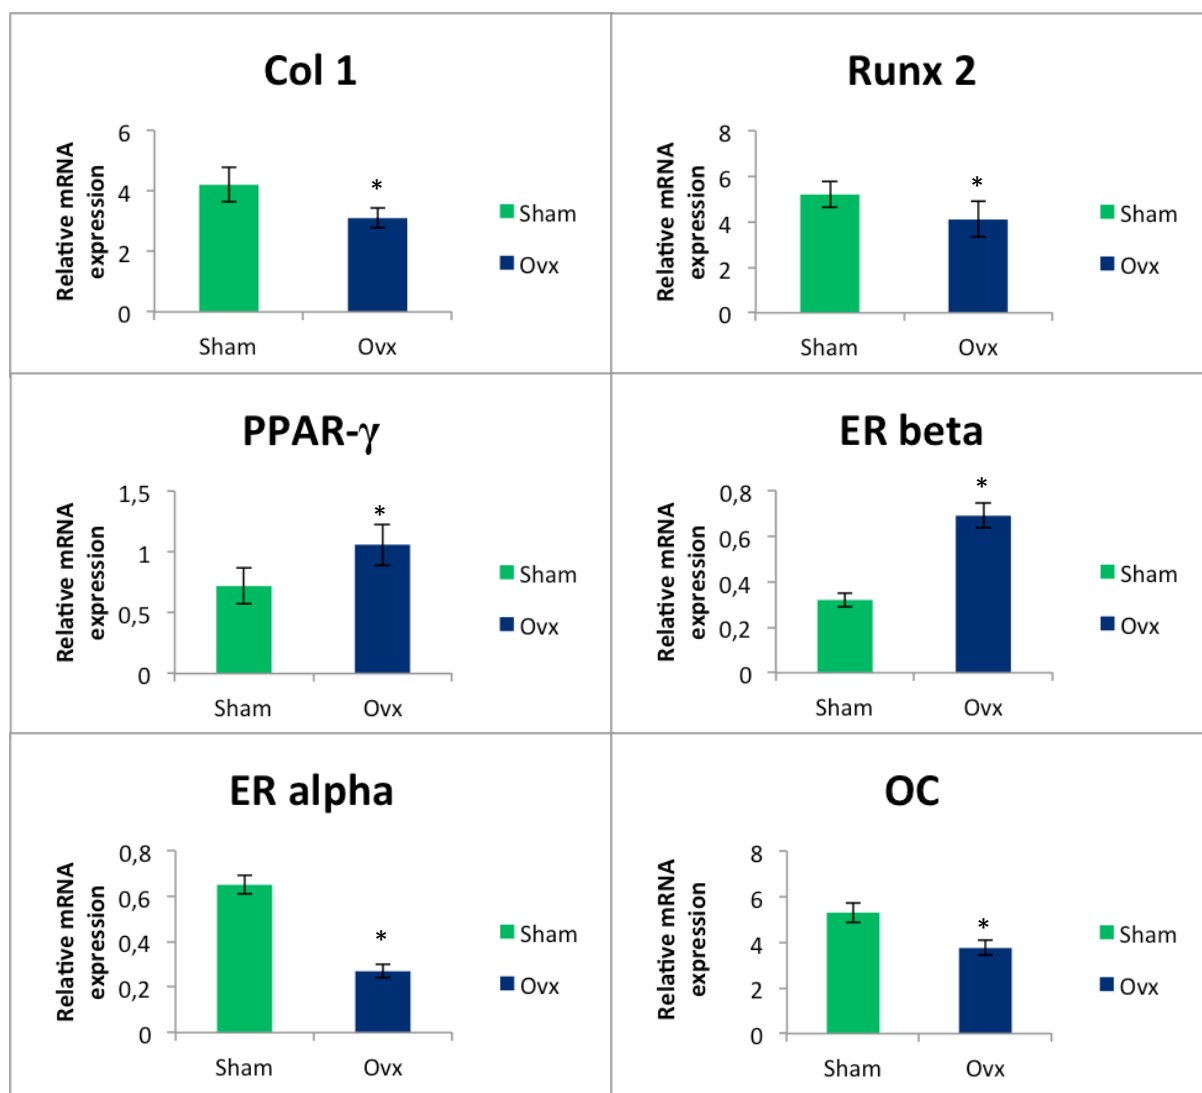 Col 1
Relative mRNA
expression
6
4
2
0
*
Sham
Ovx
Sham
Ovx
Runx 2
Relative mRNA
expression
8
6
4
2
0
*
Sham
Ovx
Sham
Ovx
PPAR-γ
Relative mRNA
expression
1,5
1
0,5
0
*
Sham
Ovx
Sham
Ovx
ER beta
Relative mRNA
expression
0,8
0,6
0,4
0,2
0
*
Sham
Ovx
Sham
Ovx
ER alpha
Relative mRNA
expression
0,8
0,6
0,4
0,2
0
*
Sham
Ovx
Sham
Ovx
OC
Relative mRNA
expression
8
6
4
2
0
*
Sham
Ovx
Sham
Ovx